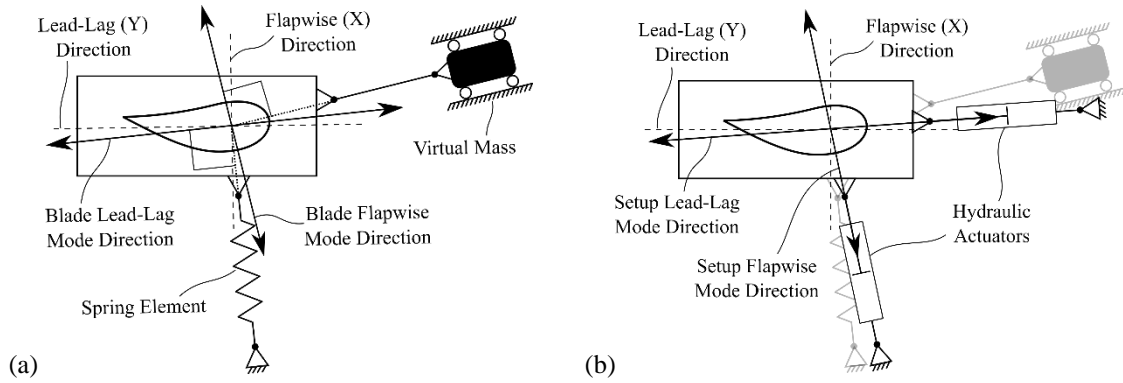 Lead-Lag (Y)
Direction
Flapwise (X)
Direction
Virtual Mass
Blade Lead-Lag
Mode Direction
Blade Flapwise
Mode Direction
Spring Element
(a)
Lead-Lag (Y)
Direction
Flapwise (X)
Direction
Setup Lead-Lag
Mode Direction
Hydraulic
Actuators
Setup Flapwise
Mode Direction
(b)